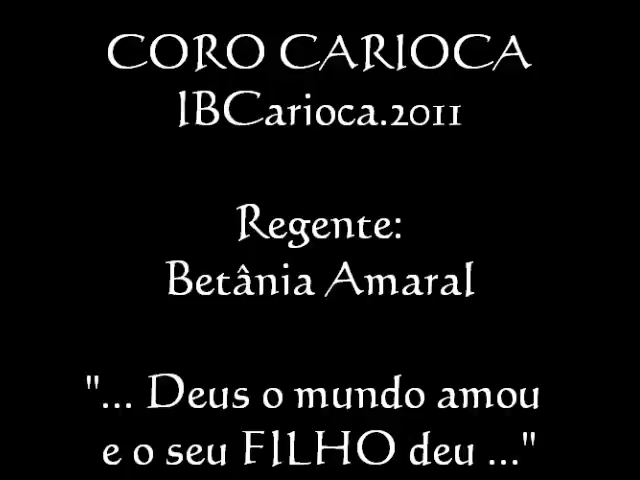 CORO CARIOCA
IBCarioca.2011
Regente:
Betânia Amaral
"... Deus o mundo amou
e o seu FILHO deu ..."